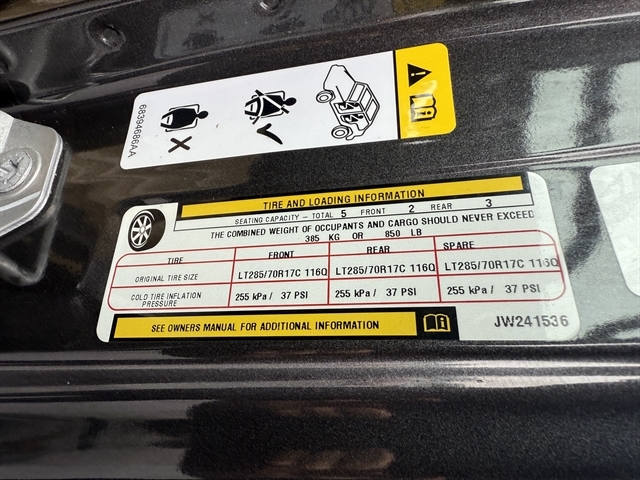 68394686AA
TIRE AND LOADING INFORMATION
SEATING CAPACITY - TOTAL 5 FRONT 2 REAR 3
THE COMBINED WEIGHT OF OCCUPANTS AND CARGO SHOULD NEVER EXCEED
385 KG OR 850 LB
TIRE FRONT REAR SPARE
ORIGINAL TIRE SIZE LT285/70R17C 116Q LT285/70R17C 116Q LT285/70R17C 116Q
COLD TIRE INFLATION PRESSURE 255 kPa / 37 PSI 255 kPa / 37 PSI 255 kPa / 37 PSI
SEE OWNERS MANUAL FOR ADDITIONAL INFORMATION
JW241536